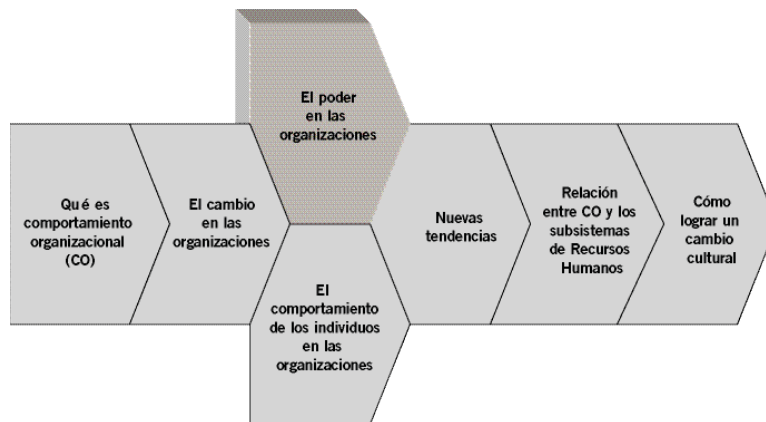 Qué es
comportamiento
organizacional
(CO)
El cambio
en las
organizaciones
El poder
en las
organizaciones
El
comportamiento
de los individuos
en las
organizaciones
Nuevas
tendencias
Relación
entre CO y los
subsistemas
de Recursos
Humanos
Cómo
lograr un
cambio
cultural